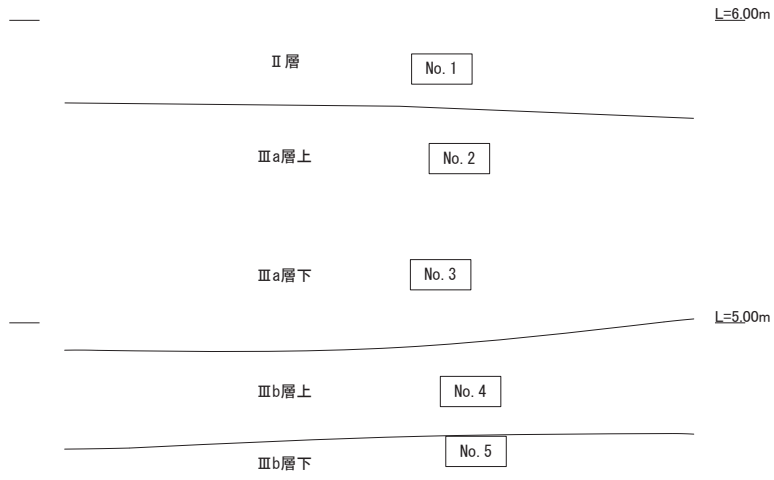 L=6.00m
Ⅱ層
No. 1
Ⅲa層上
No. 2
Ⅲa層下
No. 3
L=5.00m
Ⅲb層上
No. 4
Ⅲb層下
No. 5